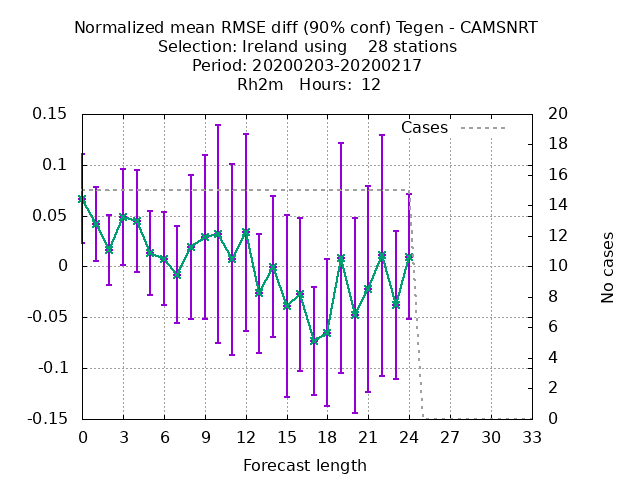 Normalized mean RMSE diff (90% conf) Tegen - CAMSNRT
Selection: Ireland using 28 stations
Period: 20200203-20200217
Rh2m Hours: 12
Cases
0.15
0.1
0.05
0
-0.05
-0.1
-0.15
20
18
16
14
12
10
8
6
4
2
0
No cases
0 3 6 9 12 15 18 21 24 27 30 33
Forecast length